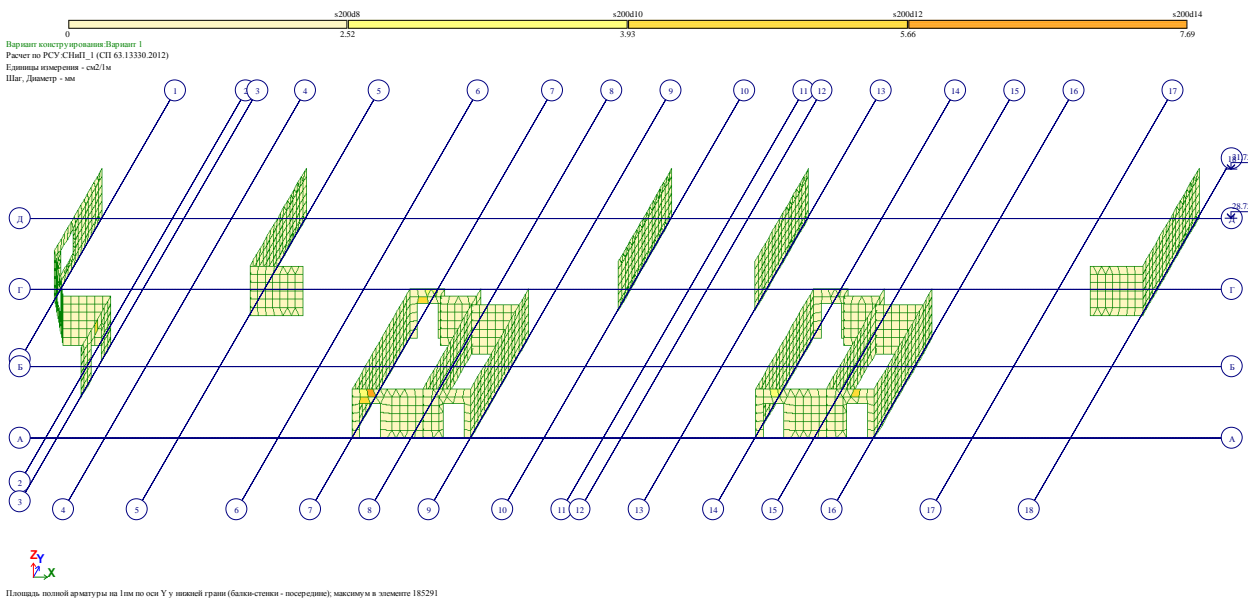 s200d8 s200d10 s200d12 s200d14
0 2.52 3.93 5.66 7.69
Вариант конструирования:Вариант 1
Расчет по РСУ:СНиП_1 (СП 63.13330.2012)
Единицы измерения - см2/1м
Шаг, Диаметр - мм
1 2 3 4 5 6 7 8 9 10 11 12 13 14 15 16 17
Д
28.7
Г Г
Б Б
А А
2
3 4 5 6 7 8 9 10 11 12 13 14 15 16 17 18
Z Y
X
Площадь полной арматуры на 1пм по оси Y у нижней грани (балки-стенки - посередине); максимум в элементе 185291